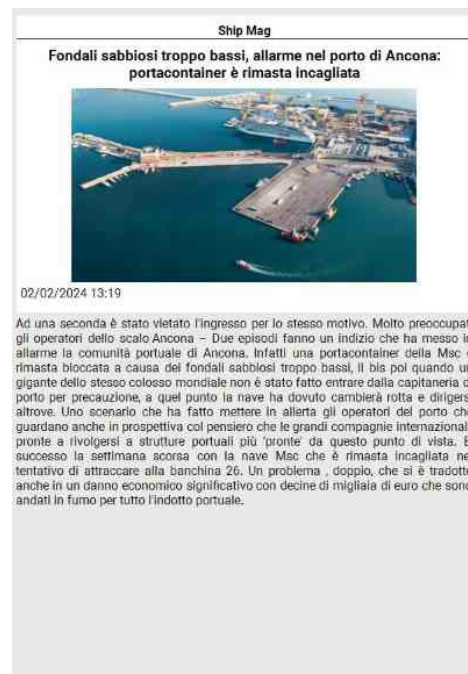 Ship Mag
Fondali sabbiosi troppo bassi, allarme nel porto di Ancona:
portacontainer è rimasta incagliata
02/02/2024 13:19
Ad una seconda è stato vietato l'ingresso per lo stesso motivo. Molto preoccupat
gli operatori dello scalo Ancona – Due episodi fanno un indizio che ha messo i
allarme la comunità portuale di Ancona. Infatti una portacontainer della Msc
rimasta bloccata a causa dei fondali sabbiosi troppo bassi, il bis poi quando u
gigante dello stesso colosso mondiale non è stato fatto entrare dalla capitaneria d
porto per precauzione, a quel punto la nave ha dovuto cambierà rotta e dirigers
altrove. Uno scenario che ha fatto mettere in allerta gli operatori del porto che
guardano anche in prospettiva col pensiero che le grandi compagnie internazional
pronte a rivolgersi a strutture portuali più 'pronte' da questo punto di vista. È
successo la settimana scorsa con la nave Msc che è rimasta incagliata ne
tentativo di attraccare alla banchina 26. Un problema , doppio, che si è tradotto
anche in un danno economico significativo con decine di migliaia di euro che sono
andati in fumo per tutto l'indotto portuale.